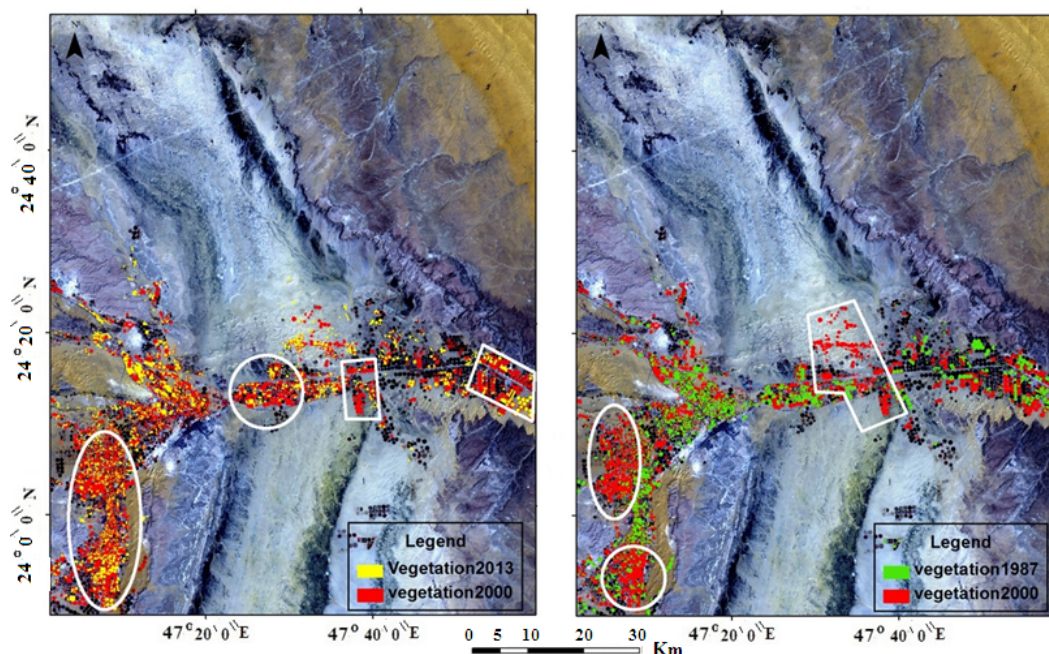 N
N
24° 40' 0" N
24° 20' 0" N
24° 0' 0" N
Legend
Vegetation2013
vegetation2000
Legend
vegetation1987
vegetation2000
47° 20' 0" E
47° 40' 0" E
47° 20' 0" E
47° 40' 0" E
0 5 10 20 30 Km